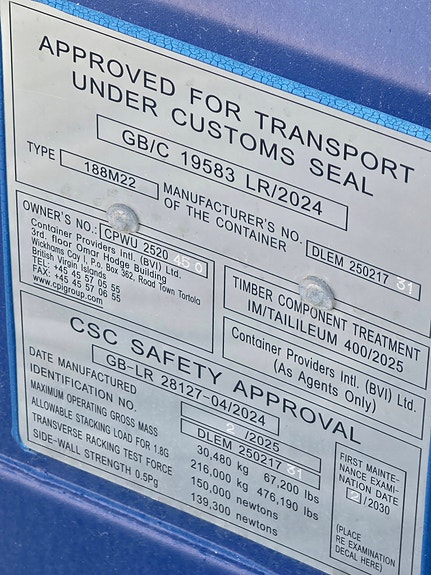 APPROVED FOR TRANSPORT
UNDER CUSTOMS SEAL
GB/C 19583 LR/2024
TYPE 188M22
MANUFACTURER'S NO.
OF THE CONTAINER
DLEM 250217 31
OWNER'S NO.: CPWU 2520 45 0
Container Providers Intl. (BVI) Ltd.
3rd. floor Omar Hodge Building
Wickhams Cay I, P.o. Box 362, Road Town Tortola
British Virgin Islands
TEL: +45 45 57 05 55
FAX: +45 45 57 06 55
www.cpigroup.com
TIMBER COMPONENT TREATMENT
IM/TAILILEUM 400/2025
Container Providers Intl. (BVI) Ltd.
(As Agents Only)
CSC SAFETY APPROVAL
GB-LR 28127-04/2024
DATE MANUFACTURED 2 /2025
IDENTIFICATION NO. DLEM 250217 31
MAXIMUM OPERATING GROSS MASS 30,480 kg 67,200 lbs
ALLOWABLE STACKING LOAD FOR 1.8G 216,000 kg 476,190 lbs
TRANSVERSE RACKING TEST FORCE 150,000 newtons
SIDE-WALL STRENGTH 0.5Pg 139,300 newtons
FIRST MAINTE-
NANCE EXAMI-
NATION DATE
2 /2030
(PLACE
RE EXAMINATION
DECAL HERE)